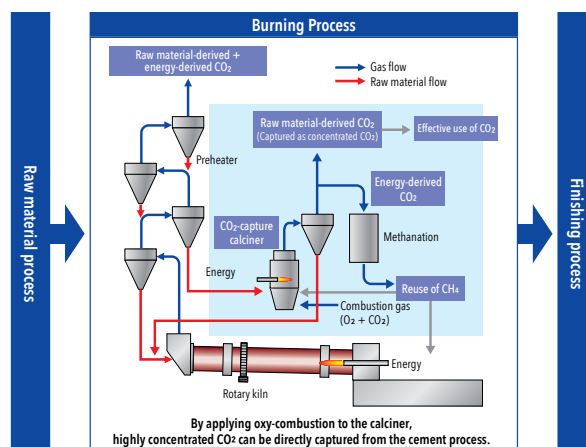 Burning Process
Raw material process
Finishing process
Raw material-derived +
energy-derived CO₂
Gas flow
Raw material flow
Raw material-derived CO₂
(Captured as concentrated CO₂)
Effective use of CO₂
Preheater
Energy-derived
CO₂
CO₂-capture
calciner
Methanation
Energy
Reuse of CH₄
Combustion gas
(O₂ + CO₂)
Energy
Rotary kiln
By applying oxy-combustion to the calciner,
highly concentrated CO² can be directly captured from the cement process.